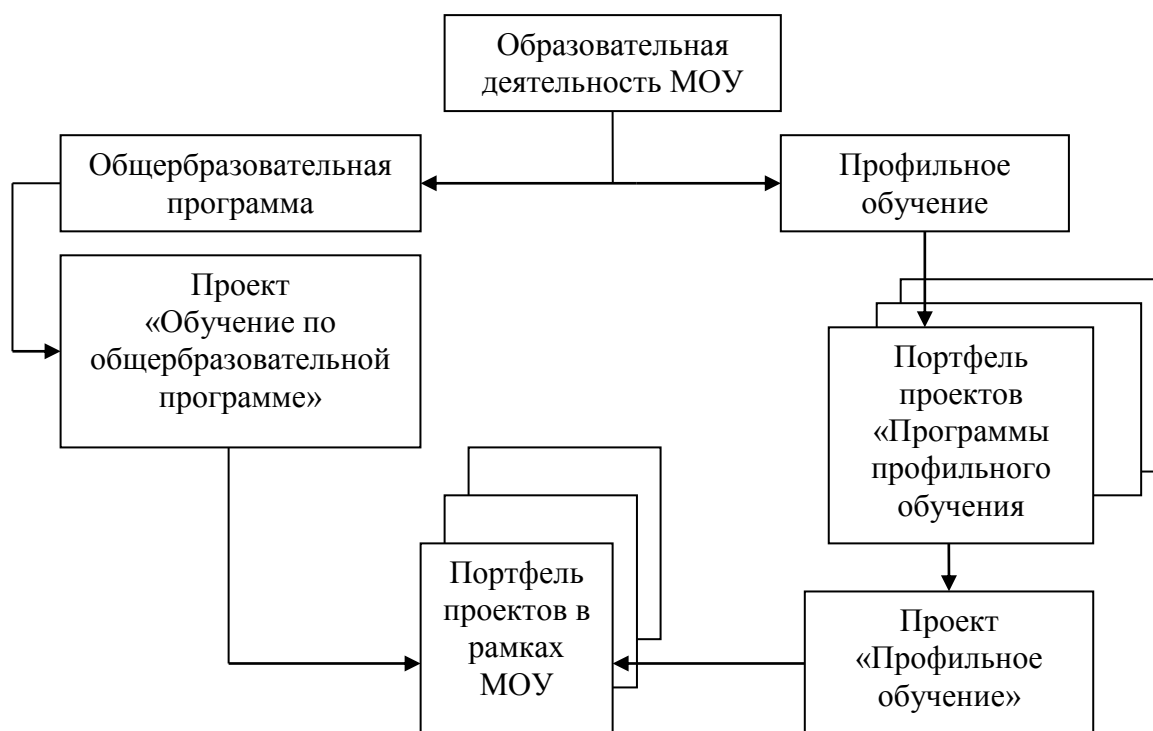 Образовательная
деятельность МОУ
Общербразовательная
программа
Профильное
обучение
Проект
«Обучение по
общербразовательной
программе»
Портфель
проектов
«Программы
профильного
обучения
Портфель
проектов в
рамках
МОУ
Проект
«Профильное
обучение»